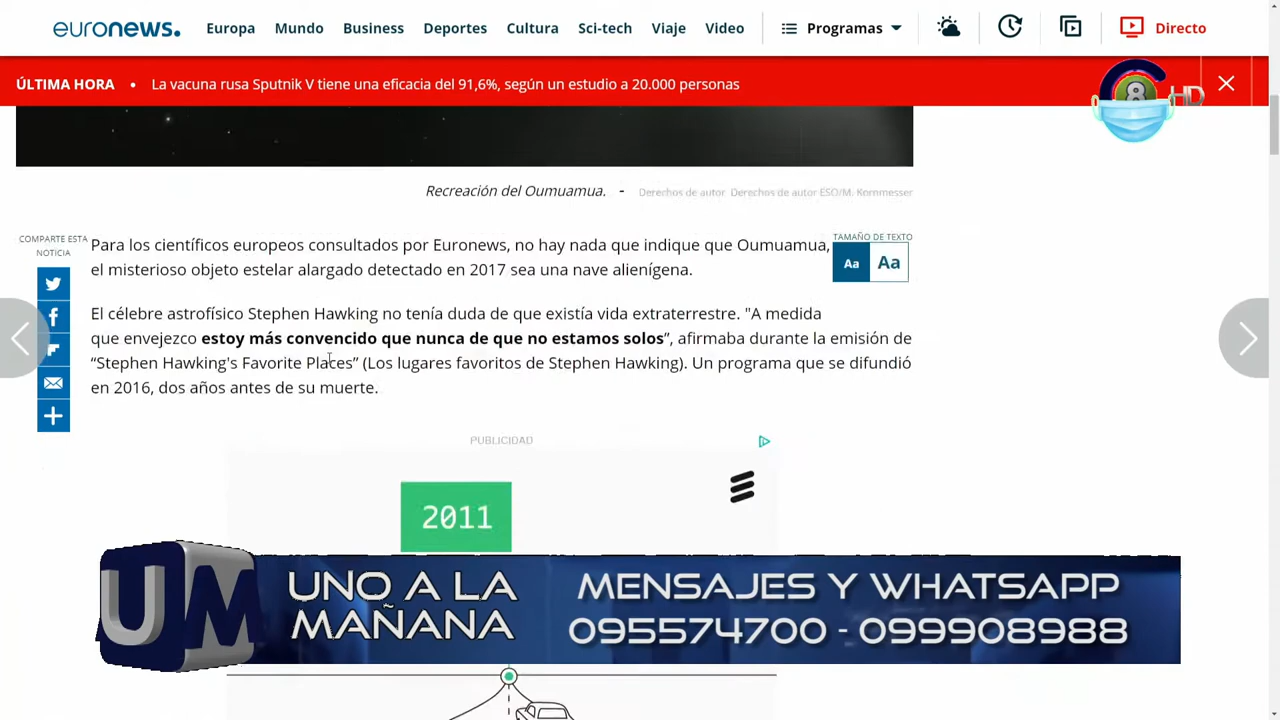 euronews.
Europa Mundo Business Deportes Cultura Sci-tech Viaje Video Programas Directo
ÚLTIMA HORA • La vacuna rusa Sputnik V tiene una eficacia del 91,6%, según un estudio a 20.000 personas
8 HD
Recreación del Oumuamua. - Derechos de autor Derechos de autor ESO/M. Kornmesser
COMPARTE ESTA
NOTICIA
TAMAÑO DE TEXTO
Aa Aa
Para los científicos europeos consultados por Euronews, no hay nada que indique que Oumuamua,
el misterioso objeto estelar alargado detectado en 2017 sea una nave alienígena.
El célebre astrofísico Stephen Hawking no tenía duda de que existía vida extraterrestre. "A medida
que envejezco estoy más convencido que nunca de que no estamos solos”, afirmaba durante la emisión de
“Stephen Hawking's Favorite Places” (Los lugares favoritos de Stephen Hawking). Un programa que se difundió
en 2016, dos años antes de su muerte.
PUBLICIDAD
2011
UM
UNO A LA
MAÑANA
MENSAJES Y WHATSAPP
095574700 - 099908988